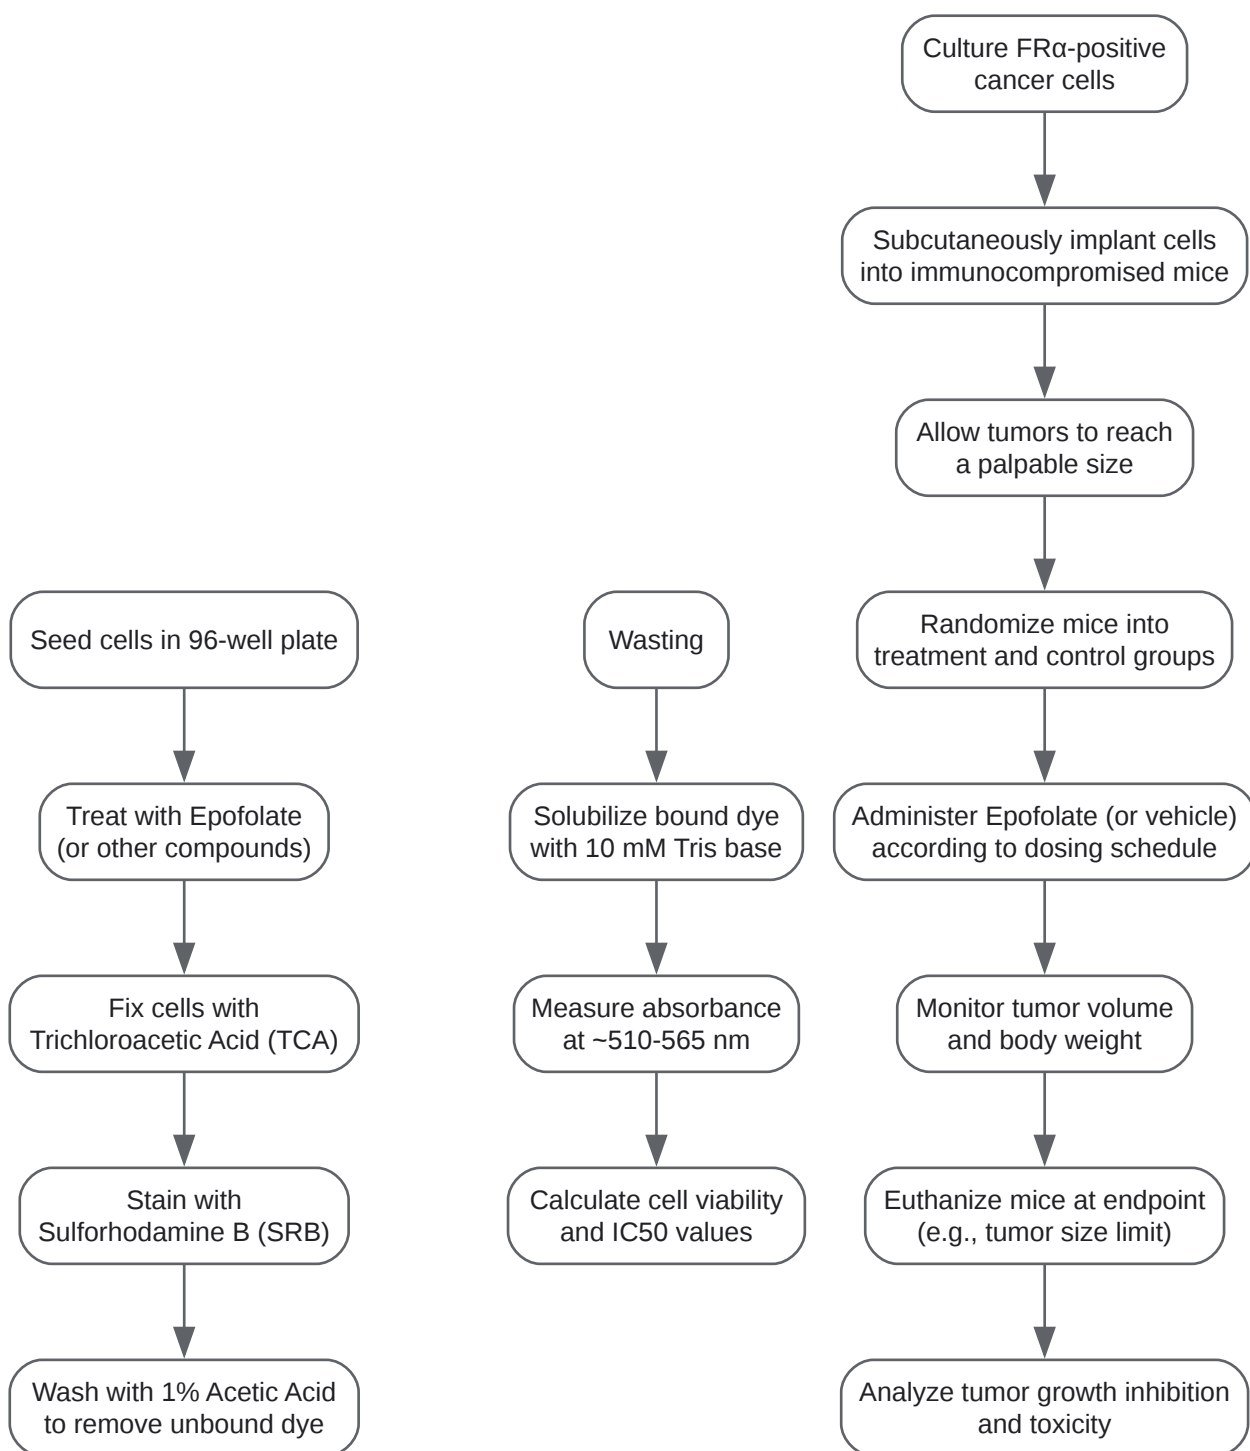 Seed cells in 96-well plate
Treat with Epofolate
(or other compounds)
Fix cells with
Trichloroacetic Acid (TCA)
Stain with
Sulforhodamine B (SRB)
Wash with 1% Acetic Acid
to remove unbound dye
Wasting
Solubilize bound dye
with 10 mM Tris base
Measure absorbance
at ~510-565 nm
Calculate cell viability
and IC50 values
Culture FRα-positive
cancer cells
Subcutaneously implant cells
into immunocompromised mice
Allow tumors to reach
a palpable size
Randomize mice into
treatment and control groups
Administer Epofolate (or vehicle)
according to dosing schedule
Monitor tumor volume
and body weight
Euthanize mice at endpoint
(e.g., tumor size limit)
Analyze tumor growth inhibition
and toxicity